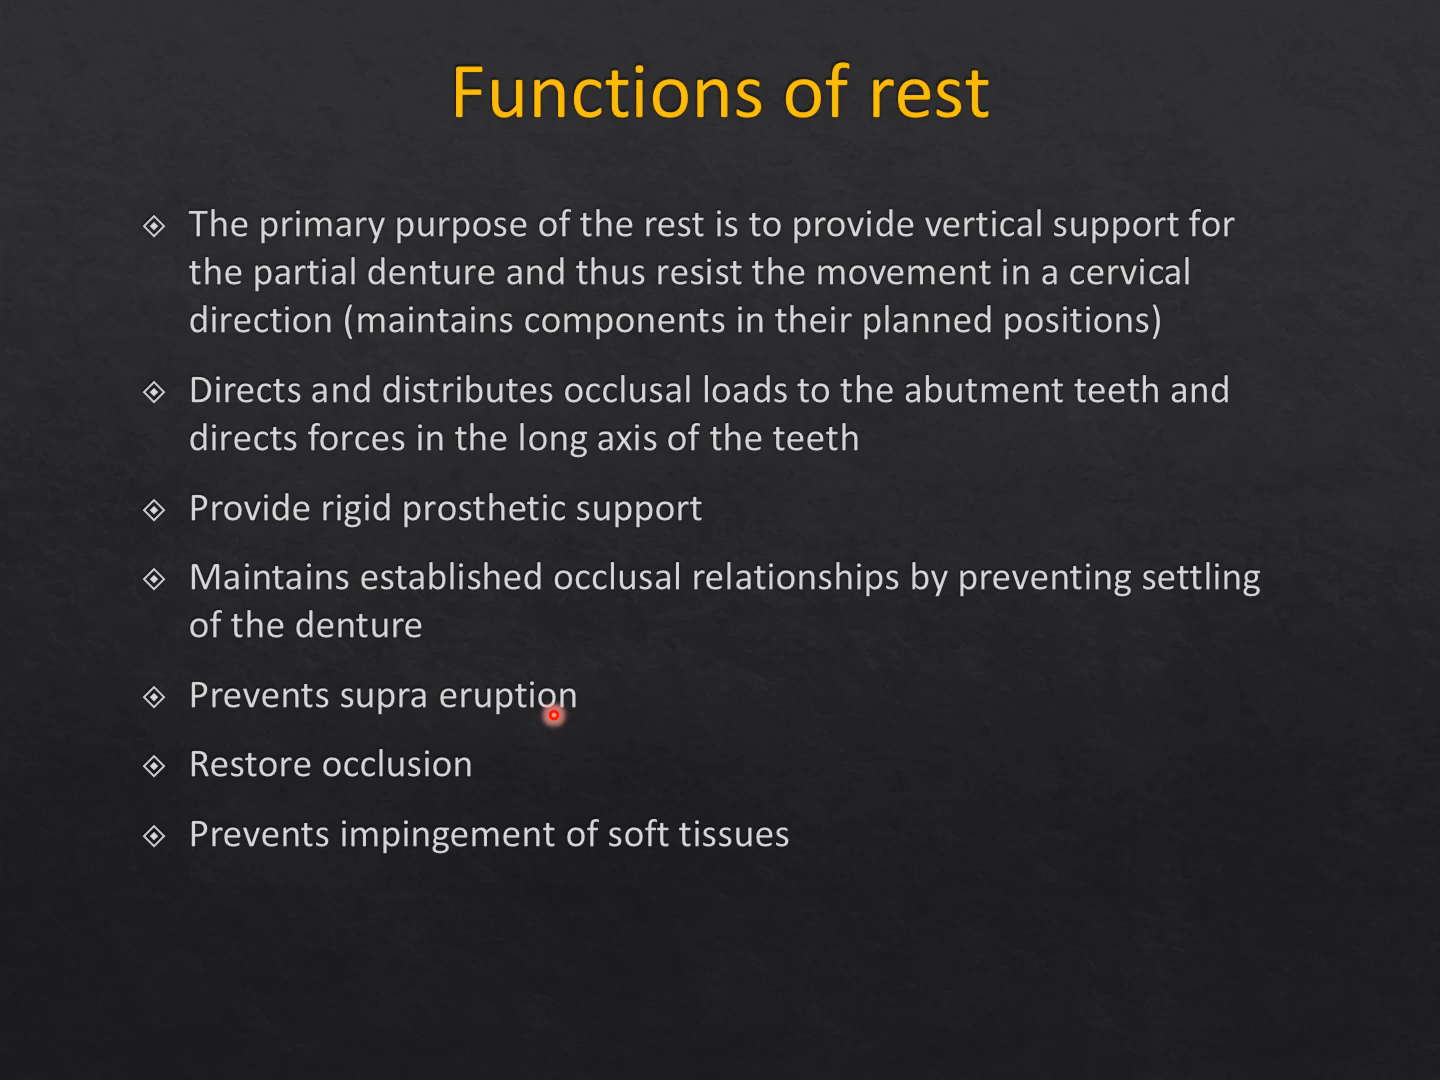 Functions of rest
The primary purpose of the rest is to provide vertical support for
the partial denture and thus resist the movement in a cervical
direction (maintains components in their planned positions)
Directs and distributes occlusal loads to the abutment teeth and
directs forces in the long axis of the teeth
Provide rigid prosthetic support
Maintains established occlusal relationships by preventing settling
of the denture
Prevents supra eruption
Restore occlusion
Prevents impingement of soft tissues